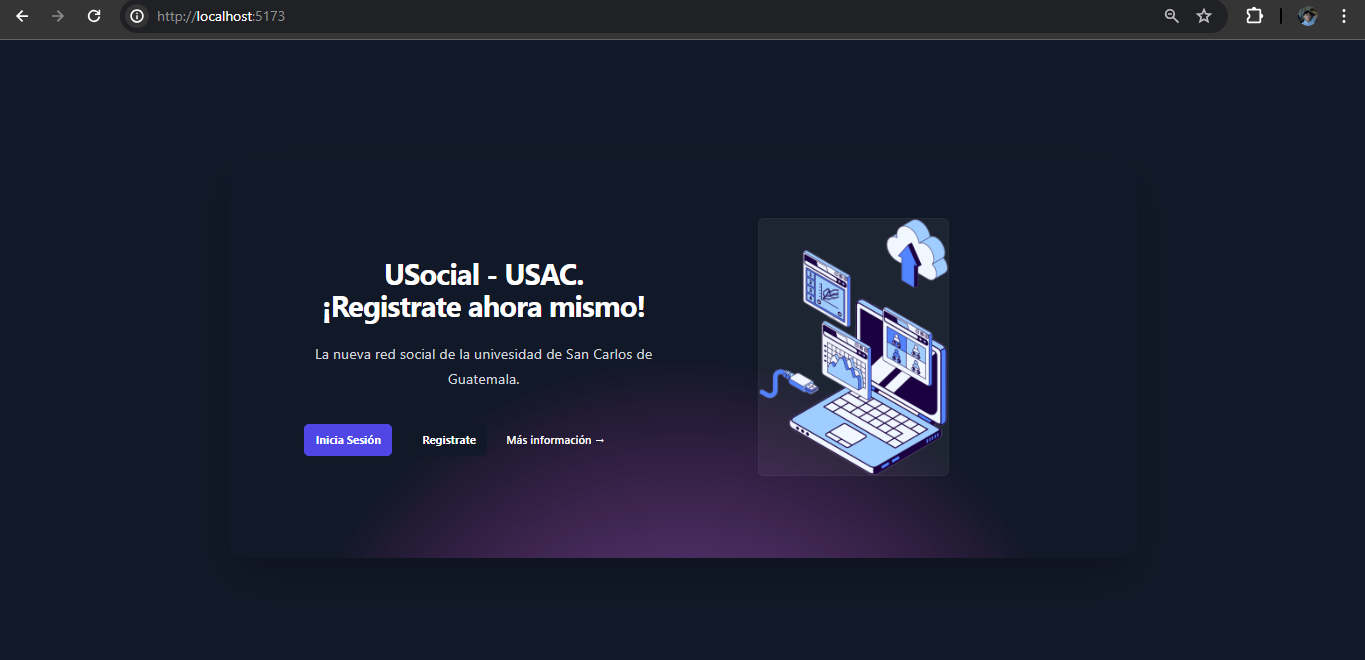 http://localhost:5173
USocial - USAC.
¡Registrate ahora mismo!
La nueva red social de la univesidad de San Carlos de
Guatemala.
Inicia Sesión
Registrate
Más información →